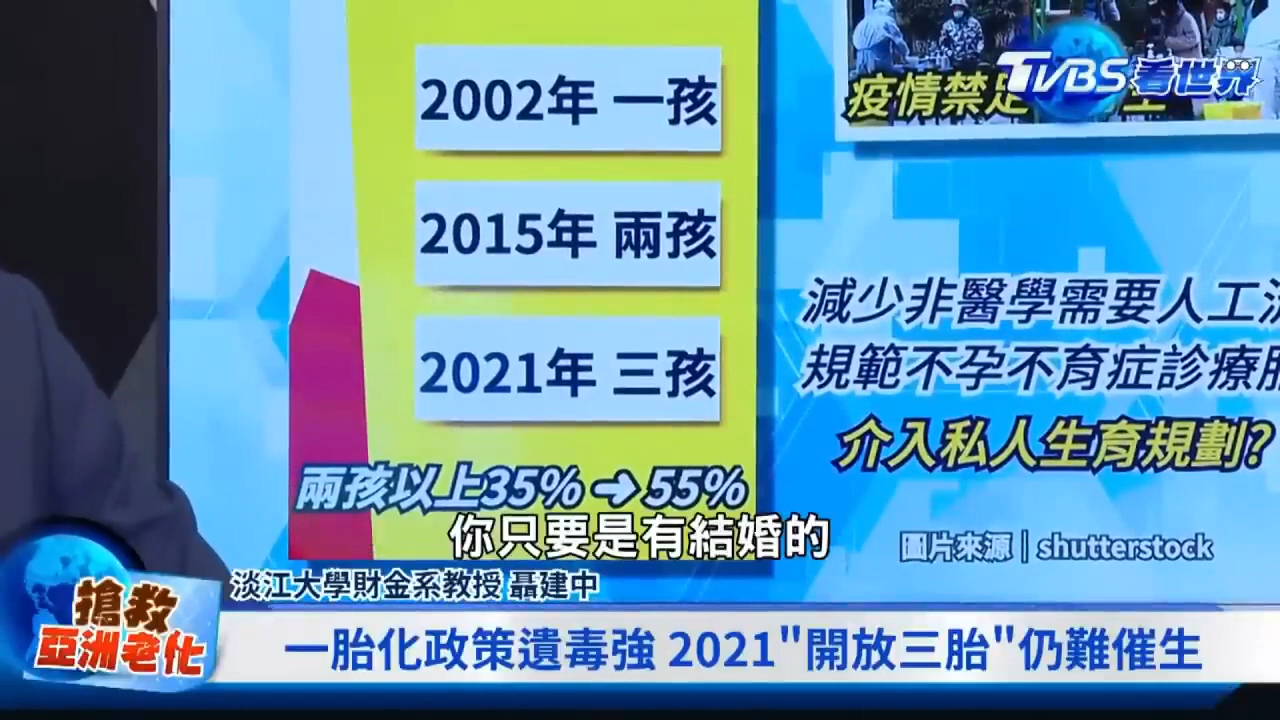 2002年 一孩
2015年 兩孩
2021年 三孩
兩孩以上35%➜55%
疫情禁足
TVBS看世界
減少非醫學需要人工
規範不孕不育症診療
介入私人生育規劃?
圖片來源｜shutterstock
你只要是有結婚的
淡江大學財金系教授 聶建中
搶救
亞洲老化
一胎化政策遺毒強 2021"開放三胎"仍難催生